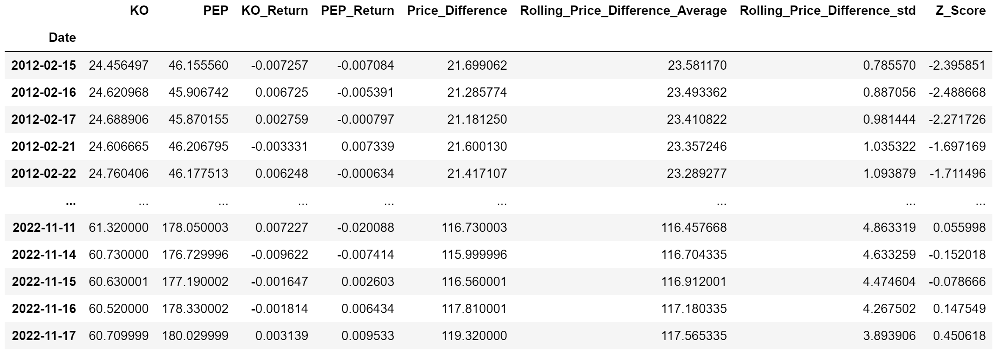 KO PEP KO_Return PEP_Return Price_Difference Rolling_Price_Difference_Average Rolling_Price_Difference_std Z_Score
Date
2012-02-15 24.456497 46.155560 -0.007257 -0.007084 21.699062 23.581170 0.785570 -2.395851
2012-02-16 24.620968 45.906742 0.006725 -0.005391 21.285774 23.493362 0.887056 -2.488668
2012-02-17 24.688906 45.870155 0.002759 -0.000797 21.181250 23.410822 0.981444 -2.271726
2012-02-21 24.606665 46.206795 -0.003331 0.007339 21.600130 23.357246 1.035322 -1.697169
2012-02-22 24.760406 46.177513 0.006248 -0.000634 21.417107 23.289277 1.093879 -1.711496
... ... ... ... ... ... ... ... ...
2022-11-11 61.320000 178.050003 0.007227 -0.020088 116.730003 116.457668 4.863319 0.055998
2022-11-14 60.730000 176.729996 -0.009622 -0.007414 115.999996 116.704335 4.633259 -0.152018
2022-11-15 60.630001 177.190002 -0.001647 0.002603 116.560001 116.912001 4.474604 -0.078666
2022-11-16 60.520000 178.330002 -0.001814 0.006434 117.810001 117.180335 4.267502 0.147549
2022-11-17 60.709999 180.029999 0.003139 0.009533 119.320000 117.565335 3.893906 0.450618